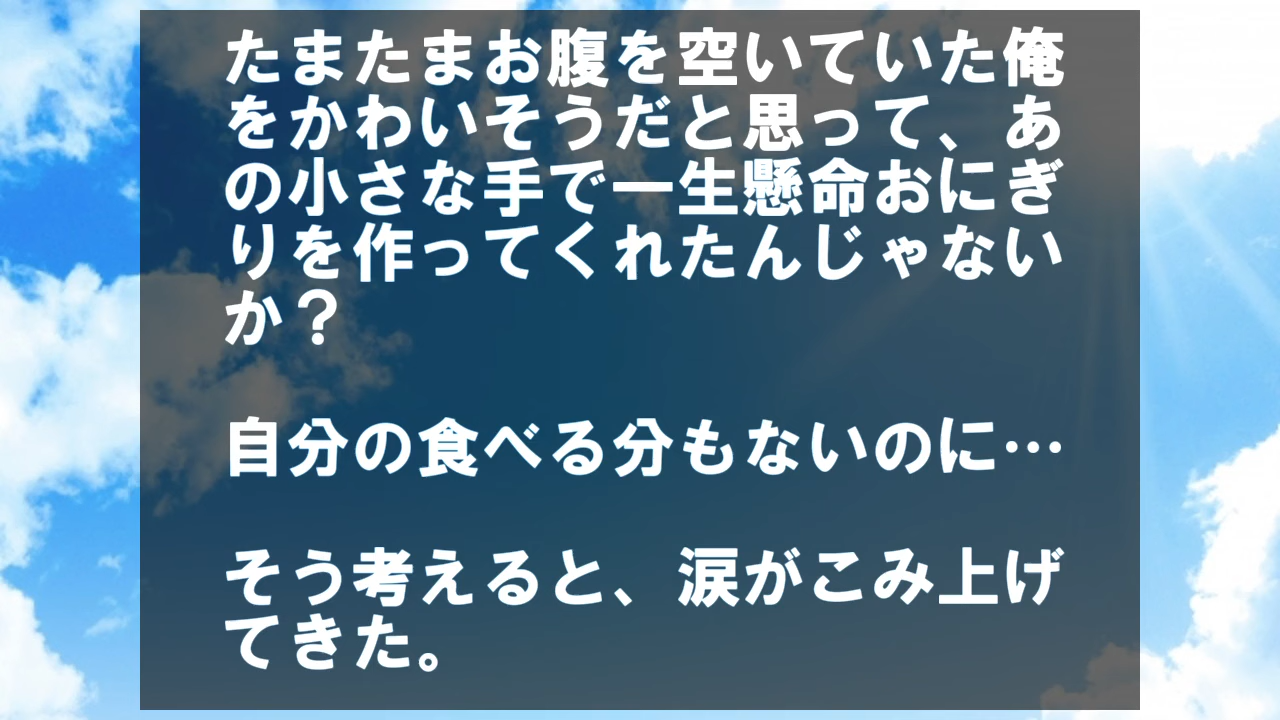 たまたまお腹を空いていた俺
をかわいそうだと思って、あ
の小さな手で一生懸命おにぎ
りを作ってくれたんじゃない
か？
自分の食べる分もないのに…
そう考えると、涙がこみ上げ
てきた。